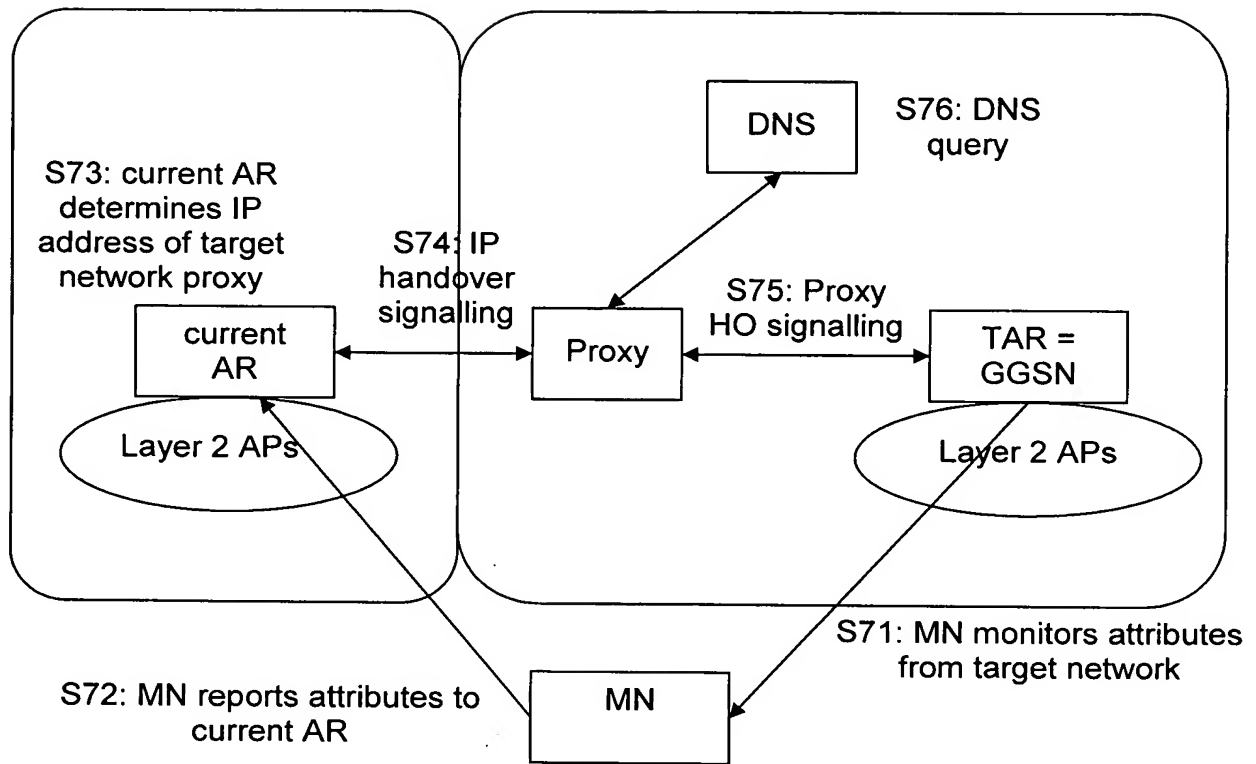 DNS
S76: DNS
query
S73: current AR
determines IP
address of target
network proxy
S74: IP
handover
signalling
S75: Proxy
HO signalling
current
AR
Proxy
TAR =
GGSN
Layer 2 APs
Layer 2 APs
S71: MN monitors attributes
from target network
S72: MN reports attributes to
current AR
MN